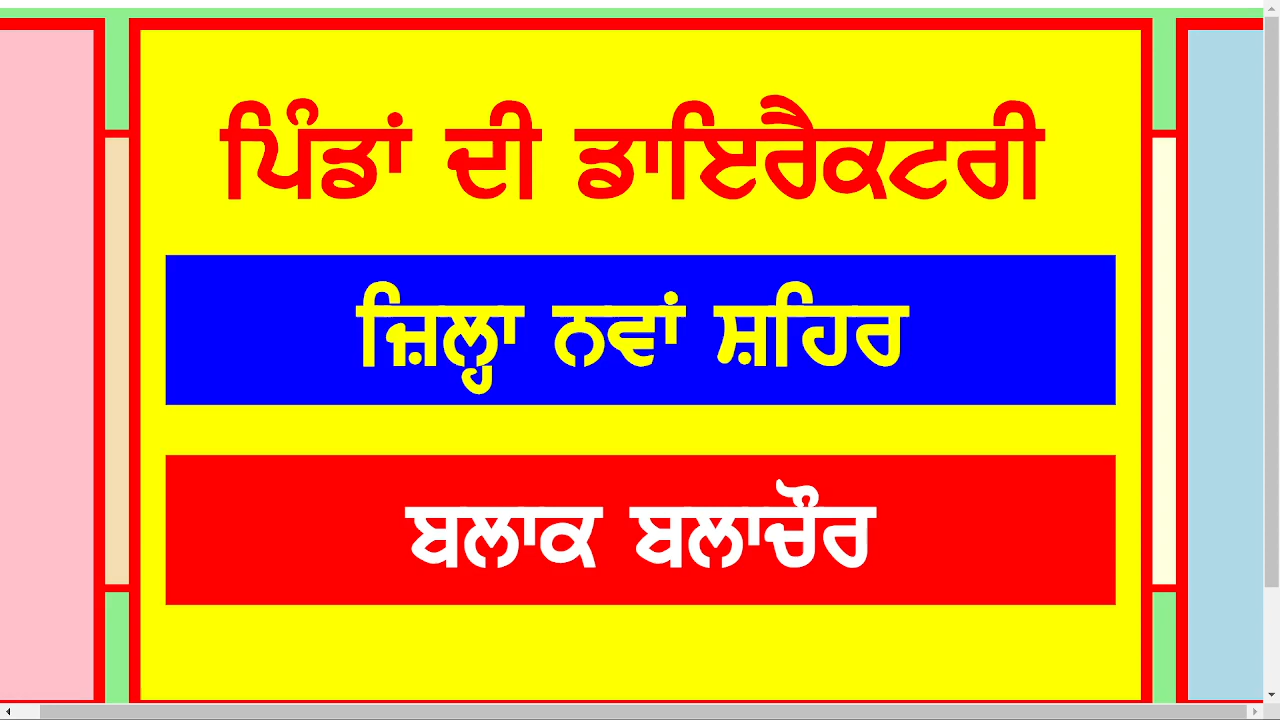 ਪਿੰਡਾਂ ਦੀ ਡਾਇਰੈਕਟਰੀ
ਜ਼ਿਲ੍ਹਾ ਨਵਾਂ ਸ਼ਹਿਰ
ਬਲਾਕ ਬਲਾਚੌਰ